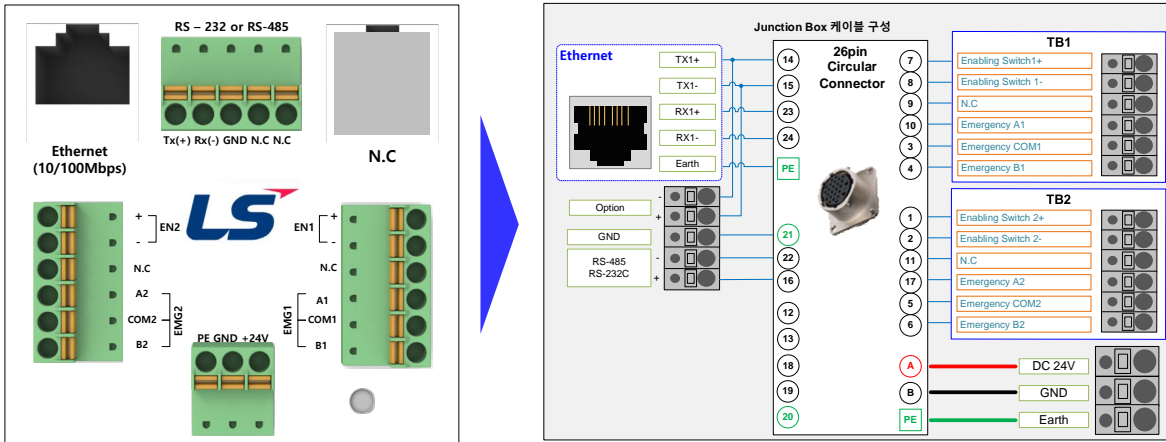 RS – 232 or RS-485
Tx(+) Rx(-) GND N.C N.C
Ethernet
(10/100Mbps)
N.C
LS
+
-
EN2
N.C
A2
COM2
B2
EMG2
EN1
+
-
N.C
A1
COM1
B1
EMG1
PE GND +24V
Junction Box 케이블 구성
Ethernet
TX1+
TX1-
RX1+
RX1-
Earth
Option
-
+
GND
RS-485
RS-232C
-
+
26pin
Circular
Connector
14
15
23
24
PE
21
22
16
12
13
18
19
20
7
8
9
10
3
4
1
2
11
17
5
6
A
B
PE
TB1
Enabling Switch1+
Enabling Switch 1-
N.C
Emergency A1
Emergency COM1
Emergency B1
TB2
Enabling Switch 2+
Enabling Switch 2-
N.C
Emergency A2
Emergency COM2
Emergency B2
DC 24V
GND
Earth